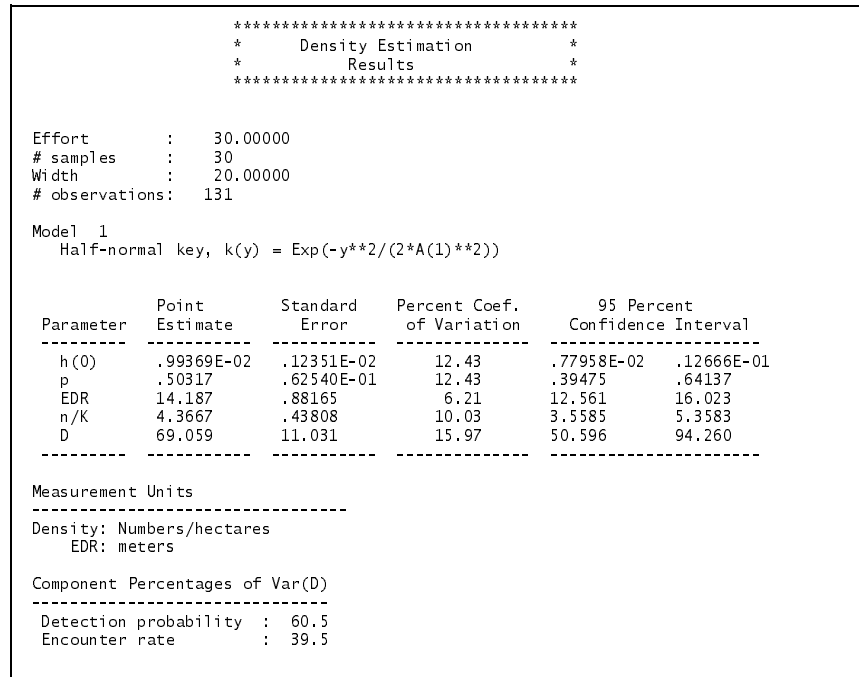 ************************************
* Density Estimation *
* Results *
************************************
Effort : 30.00000
# samples : 30
Width : 20.00000
# observations: 131
Model 1
Half-normal key, k(y) = Exp(-y**2/(2*A(1)**2))
Point Standard Percent Coef. 95 Percent
Parameter Estimate Error of Variation Confidence Interval
--------- ----------- ----------- -------------- ----------------------
h(0) .99369E-02 .12351E-02 12.43 .77958E-02 .12666E-01
p .50317 .62540E-01 12.43 .39475 .64137
EDR 14.187 .88165 6.21 12.561 16.023
n/K 4.3667 .43808 10.03 3.5585 5.3583
D 69.059 11.031 15.97 50.596 94.260
--------- ----------- ----------- -------------- ----------------------
Measurement Units
---------------------------------
Density: Numbers/hectares
EDR: meters
Component Percentages of Var(D)
-------------------------------
Detection probability : 60.5
Encounter rate : 39.5